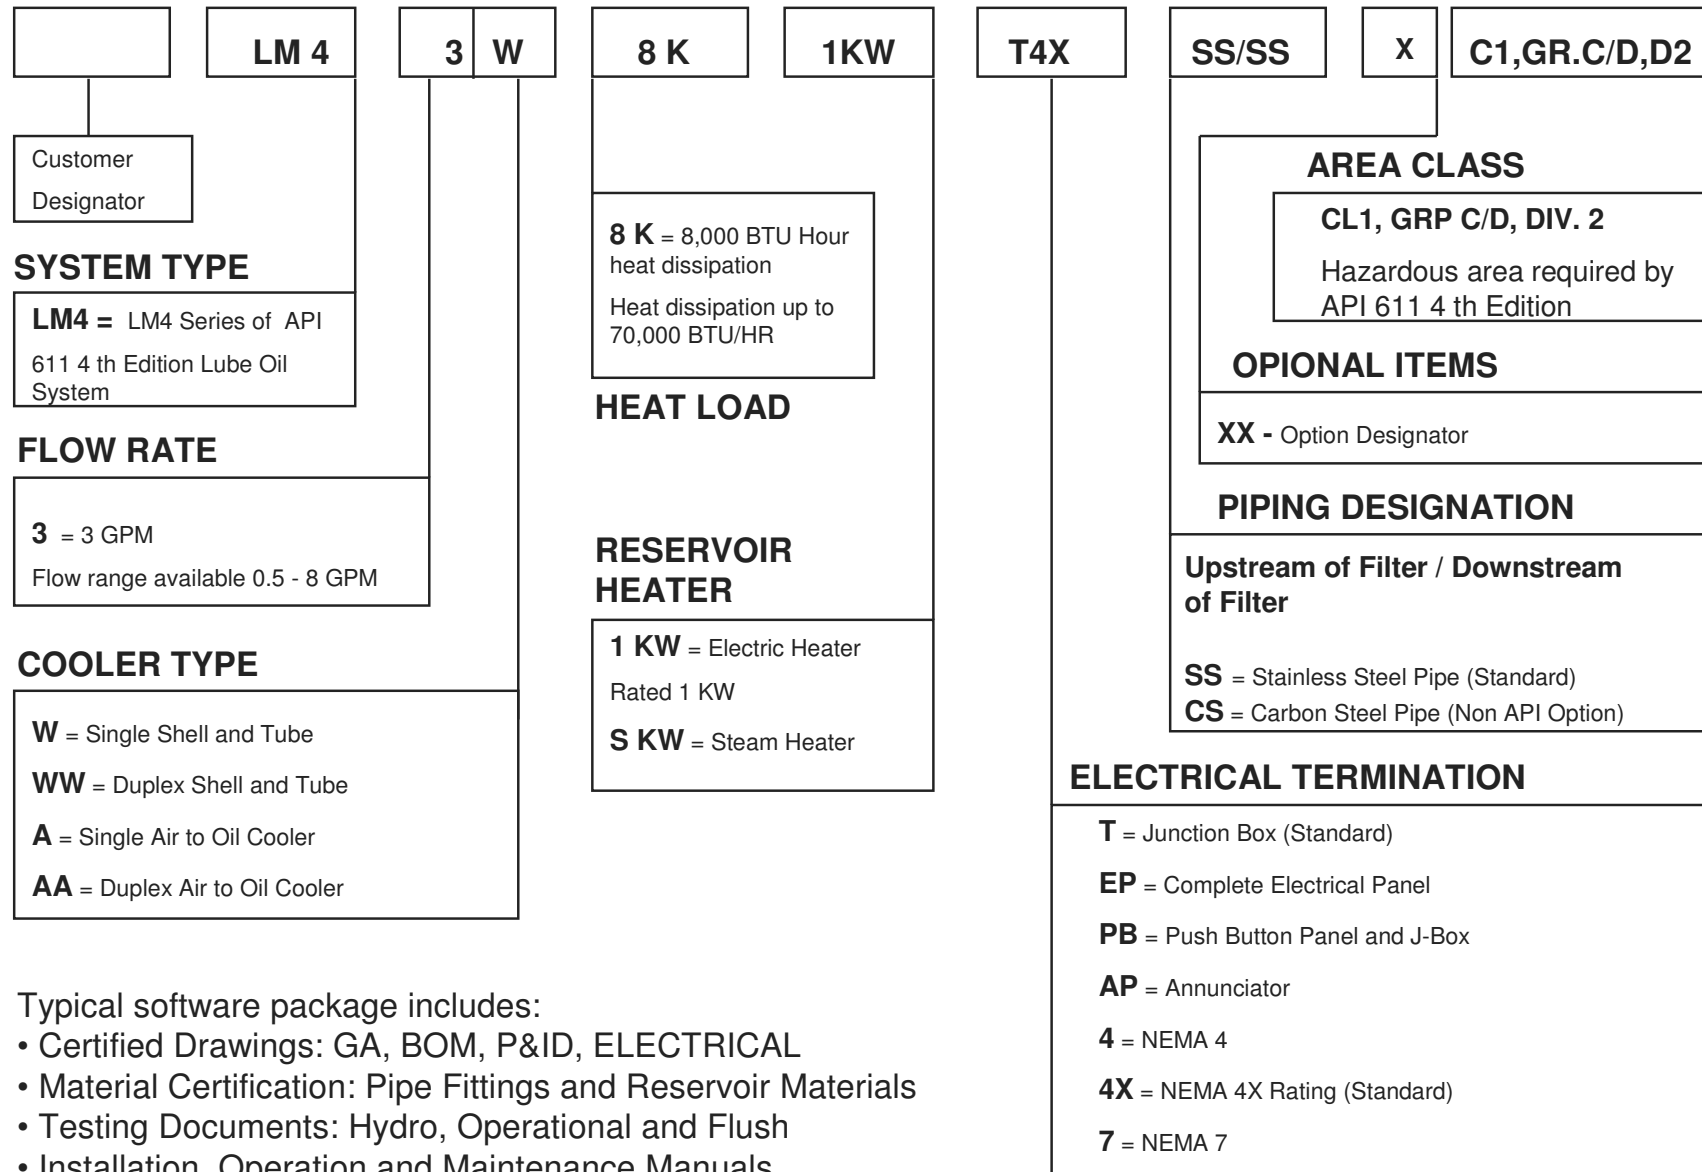 LM 4 3 W 8 K 1KW T4X SS/SS X C1,GR.C/D,D2
Customer
Designator
SYSTEM TYPE
LM4 = LM4 Series of API
611 4 th Edition Lube Oil
System
FLOW RATE
3 = 3 GPM
Flow range available 0.5 - 8 GPM
COOLER TYPE
W = Single Shell and Tube
WW = Duplex Shell and Tube
A = Single Air to Oil Cooler
AA = Duplex Air to Oil Cooler
8 K = 8,000 BTU Hour
heat dissipation
Heat dissipation up to
70,000 BTU/HR
HEAT LOAD
RESERVOIR
HEATER
1 KW = Electric Heater
Rated 1 KW
S KW = Steam Heater
AREA CLASS
CL1, GRP C/D, DIV. 2
Hazardous area required by
API 611 4 th Edition
OPIONAL ITEMS
XX - Option Designator
PIPING DESIGNATION
Upstream of Filter / Downstream
of Filter
SS = Stainless Steel Pipe (Standard)
CS = Carbon Steel Pipe (Non API Option)
ELECTRICAL TERMINATION
T = Junction Box (Standard)
EP = Complete Electrical Panel
PB = Push Button Panel and J-Box
AP = Annunciator
4 = NEMA 4
4X = NEMA 4X Rating (Standard)
7 = NEMA 7
Typical software package includes:
• Certified Drawings: GA, BOM, P&ID, ELECTRICAL
• Material Certification: Pipe Fittings and Reservoir Materials
• Testing Documents: Hydro, Operational and Flush
• Installation, Operation and Maintenance Manuals